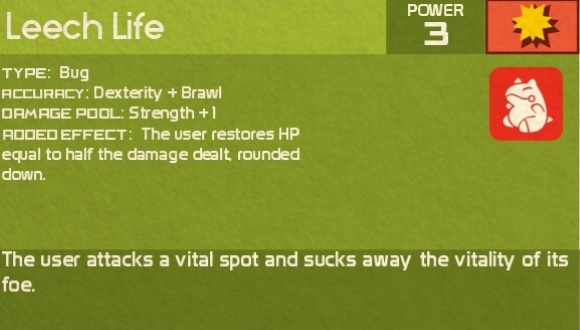 Leech Life
POWER
3
TYPE: Bug
ACCURACY: Dexterity + Brawl
DAMAGE POOL: Strength +1
ADDED EFFECT: The user restores HP
equal to half the damage dealt, rounded
down.
The user attacks a vital spot and sucks away the vitality of its
foe.